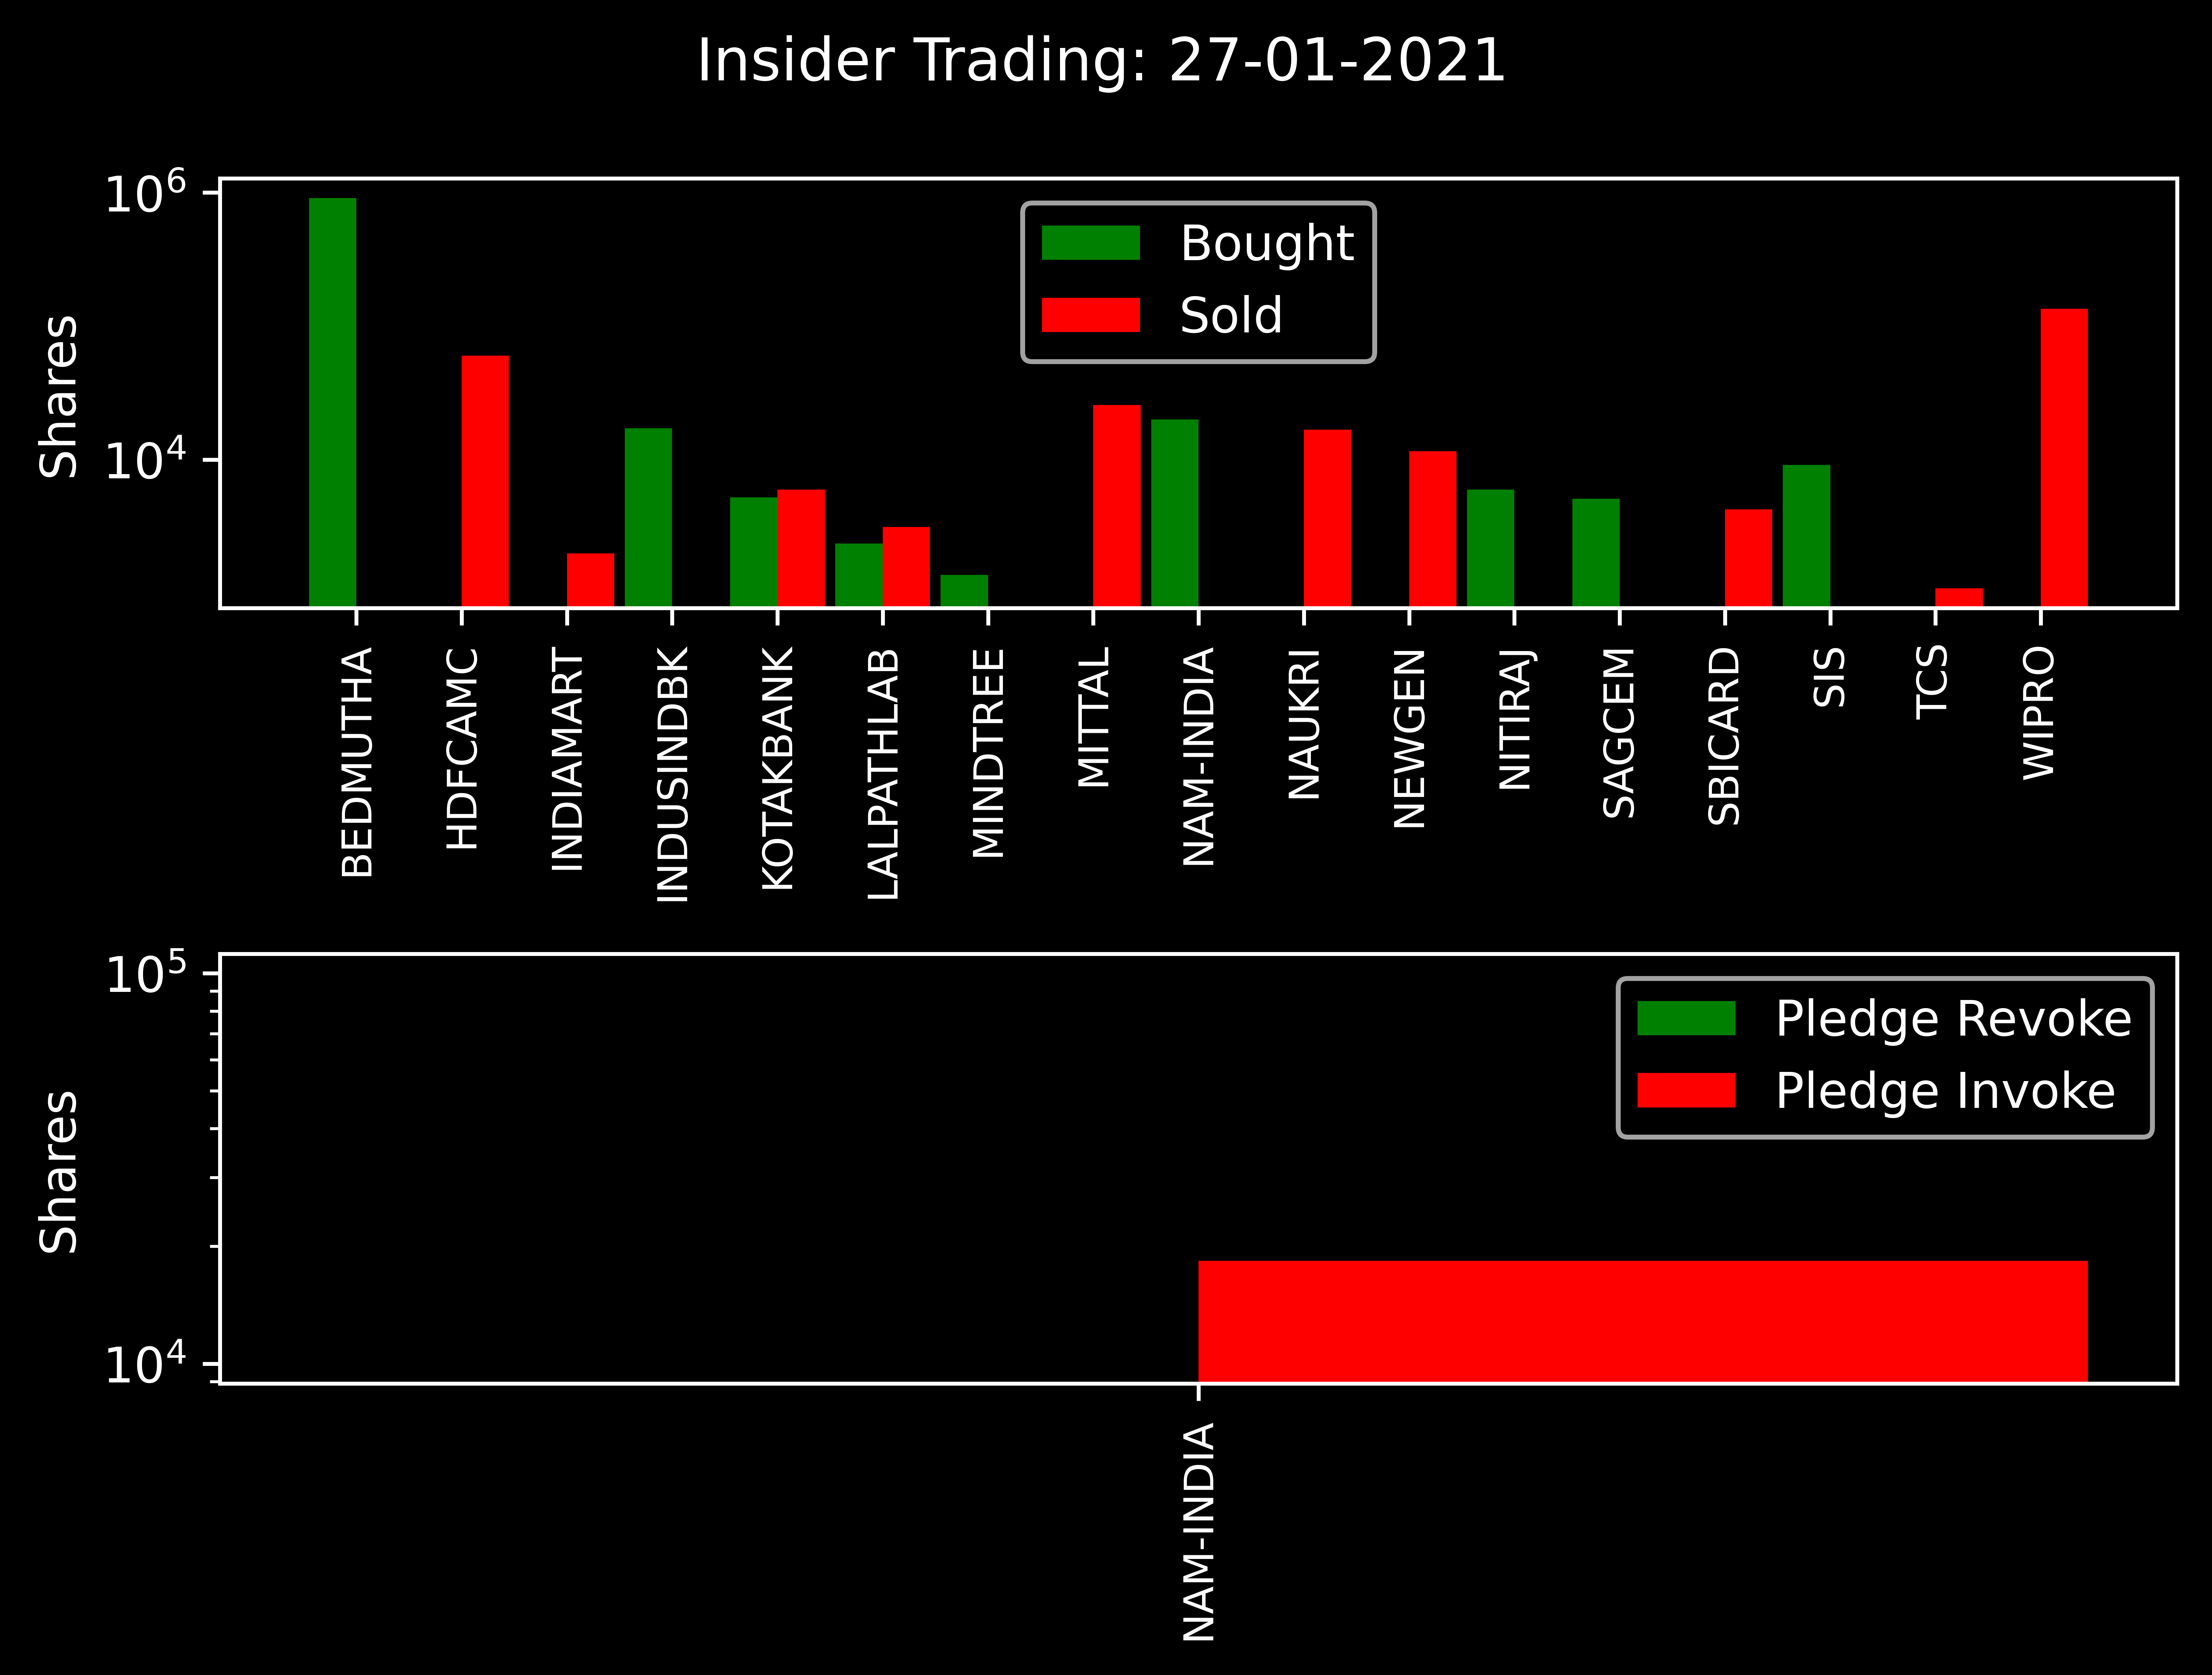 Insider Trading: 27-01-2021
Shares
10^6
10^4
Bought
Sold
BEDMUTHA
HDFCAMC
INDIAMART
INDUSINDBK
KOTAKBANK
LALPATHLAB
MINDTREE
MITTAL
NAM-INDIA
NAUKRI
NEWGEN
NITIRAJ
SAGCEM
SBICARD
SIS
TCS
WIPRO
Shares
10^5
10^4
Pledge Revoke
Pledge Invoke
NAM-INDIA